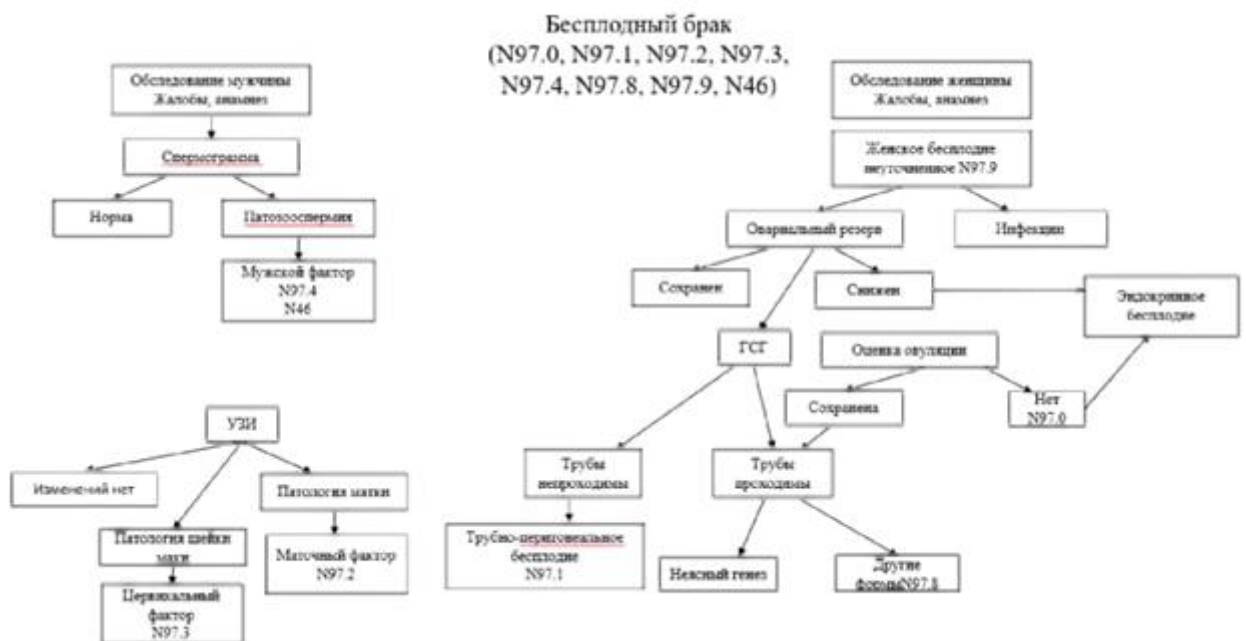 Бесплодный брак
(N97.0, N97.1, N97.2, N97.3,
N97.4, N97.8, N97.9, N46)
Обследование мужчины
Жалобы, анамнез
Спермограмма
Норма
Патозооспермия
Мужской фактор
N97.4
N46
УЗИ
Изменений нет
Патология матки
Патология шейки
маки
Маточный фактор
N97.2
Цервикальный
фактор
N97.3
Обследование женщины
Жалобы, анамнез
Женское бесплодие
неуточненное N97.9
Овариальный резерв
Инфекции
Сохранен
Снижен
Эндокринное
бесплодие
ГСГ
Оценка овуляции
Сохранена
Нет
N97.0
Трубы
непроходимы
Трубы
проходимы
Трубно-перитонеальное
бесплодие
N97.1
Неясный генез
Другие
формыN97.8